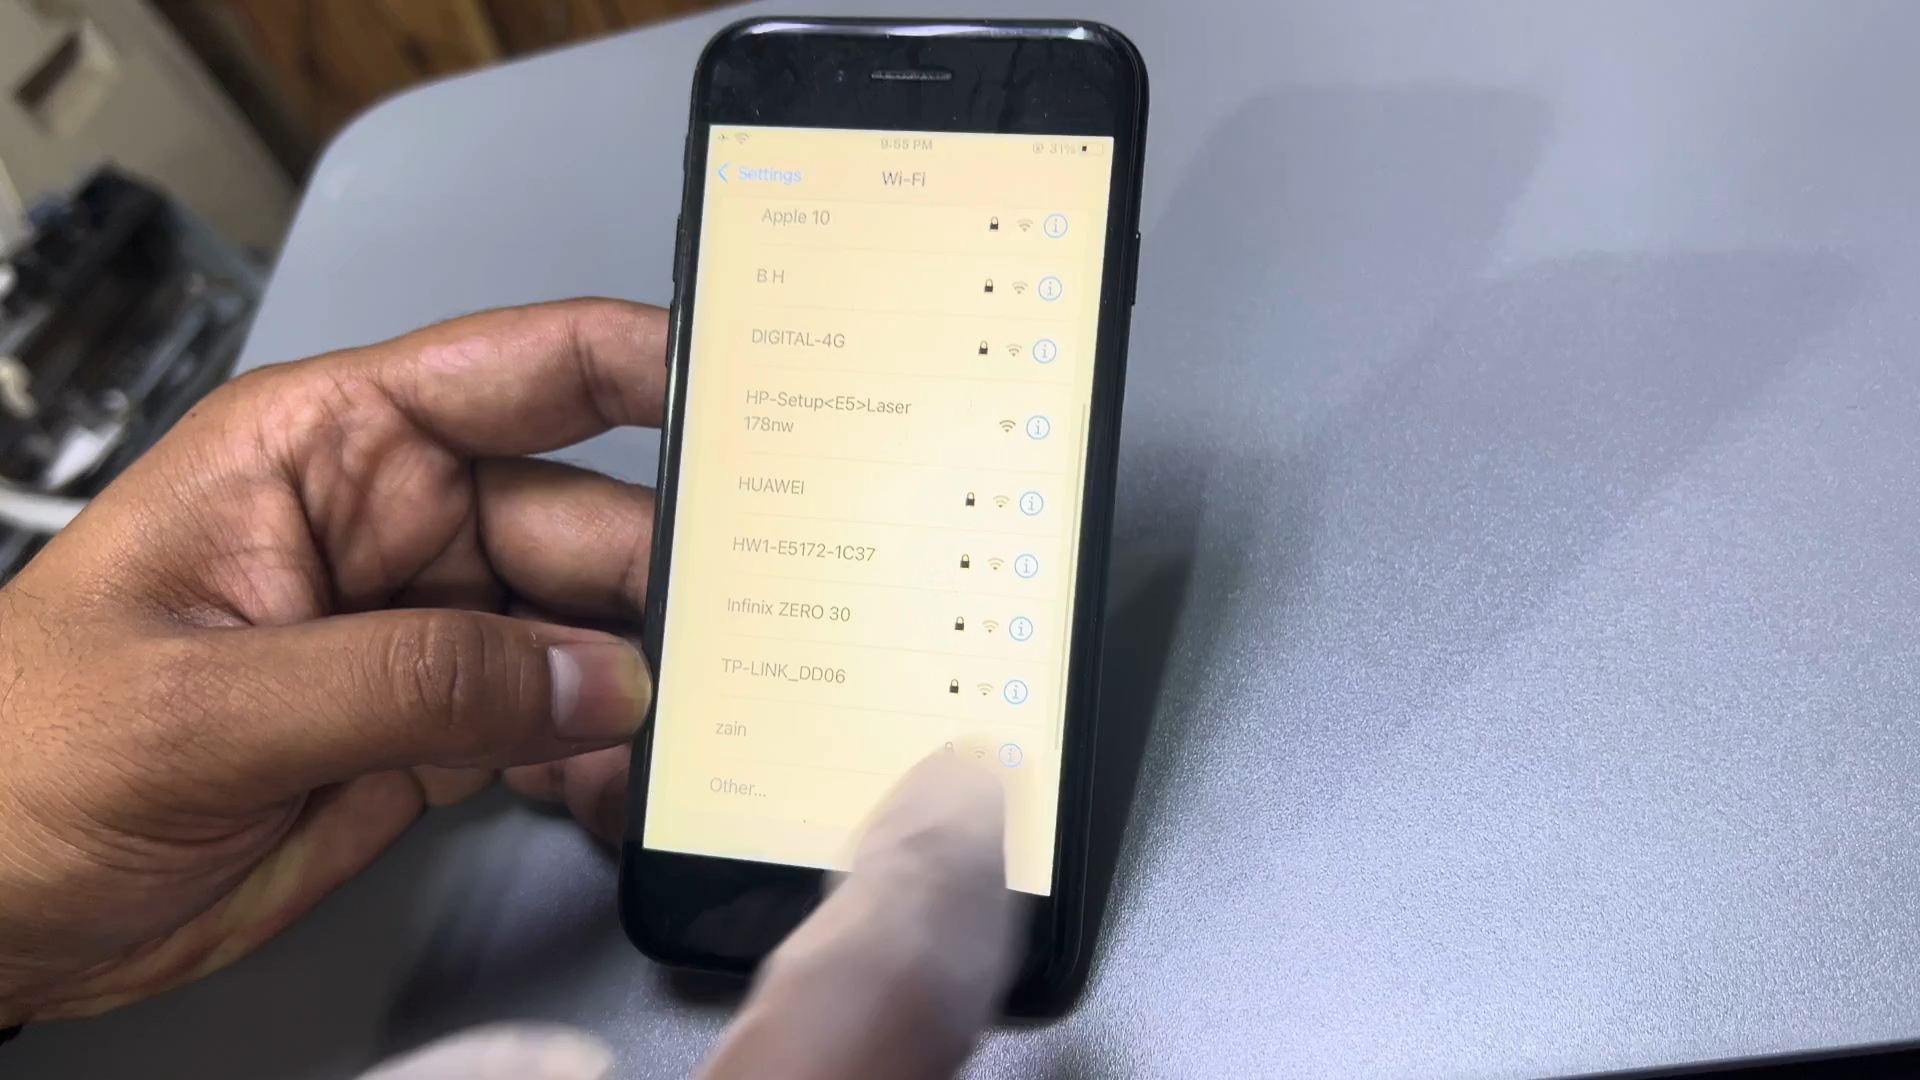 9:55 PM
31%
Settings
Wi-Fi
Apple 10
B H
DIGITAL-4G
HP-Setup<E5>Laser
178nw
HUAWEI
HW1-E5172-1C37
Infinix ZERO 30
TP-LINK_DD06
zain
Other...